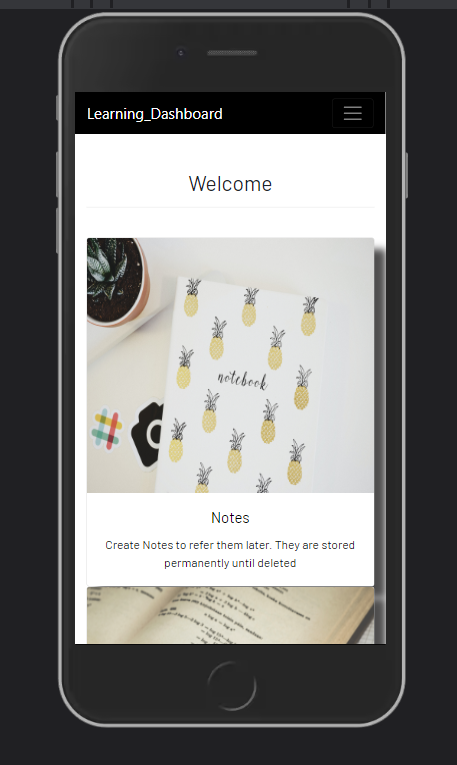 Learning_Dashboard
Welcome
notebook
Notes
Create Notes to refer them later. They are stored
permanently until deleted